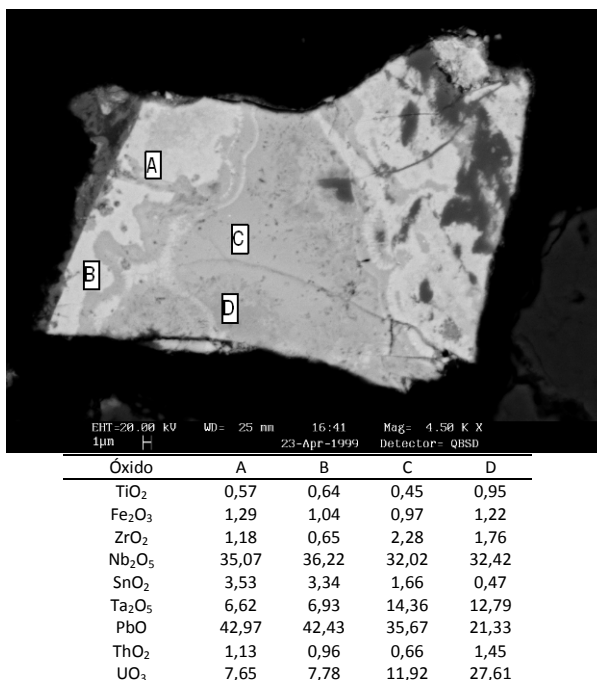 A
C
B
D
EHT=20.00 kV WD= 25 mm 16:41 Mag= 4.50 K X
1µm 23-Apr-1999 Detector= QBSD
Óxido A B C D
TiO₂ 0,57 0,64 0,45 0,95
Fe₂O₃ 1,29 1,04 0,97 1,22
ZrO₂ 1,18 0,65 2,28 1,76
Nb₂O₅ 35,07 36,22 32,02 32,42
SnO₂ 3,53 3,34 1,66 0,47
Ta₂O₅ 6,62 6,93 14,36 12,79
PbO 42,97 42,43 35,67 21,33
ThO₂ 1,13 0,96 0,66 1,45
UO₃ 7,65 7,78 11,92 27,61